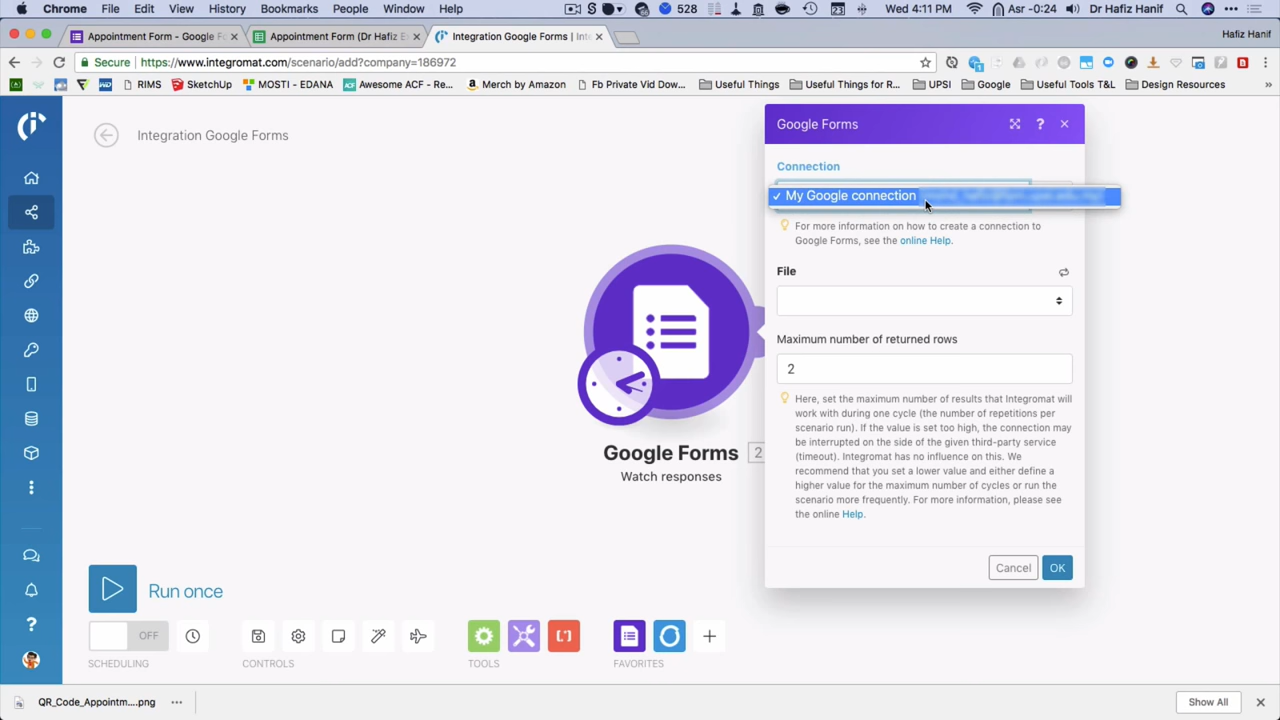 Chrome File Edit View History Bookmarks People Window Help 528 Wed 4:11 PM Asr -0:24 Dr Hafiz Hanif
Appointment Form - Google Fo Appointment Form (Dr Hafiz E Integration Google Forms | Int Hafiz Hanif
Secure https://www.integromat.com/scenario/add?company=186972
RIMS SketchUp MOSTI - EDANA Awesome ACF - Re... Merch by Amazon Fb Private Vid Dow... Useful Things Useful Things for R... UPSI Google Useful Tools T&L Design Resources »
Integration Google Forms
Google Forms
Connection
My Google connection
For more information on how to create a connection to
Google Forms, see the online Help.
File
Maximum number of returned rows
2
Here, set the maximum number of results that Integromat will
work with during one cycle (the number of repetitions per
scenario run). If the value is set too high, the connection may
be interrupted on the side of the given third-party service
(timeout). Integromat has no influence on this. We
recommend that you set a lower value and either define a
higher value for the maximum number of cycles or run the
scenario more frequently. For more information, please see
the online Help.
Cancel OK
Google Forms 2
Watch responses
Run once
OFF
SCHEDULING CONTROLS TOOLS FAVORITES
QR_Code_Appointm....png Show All